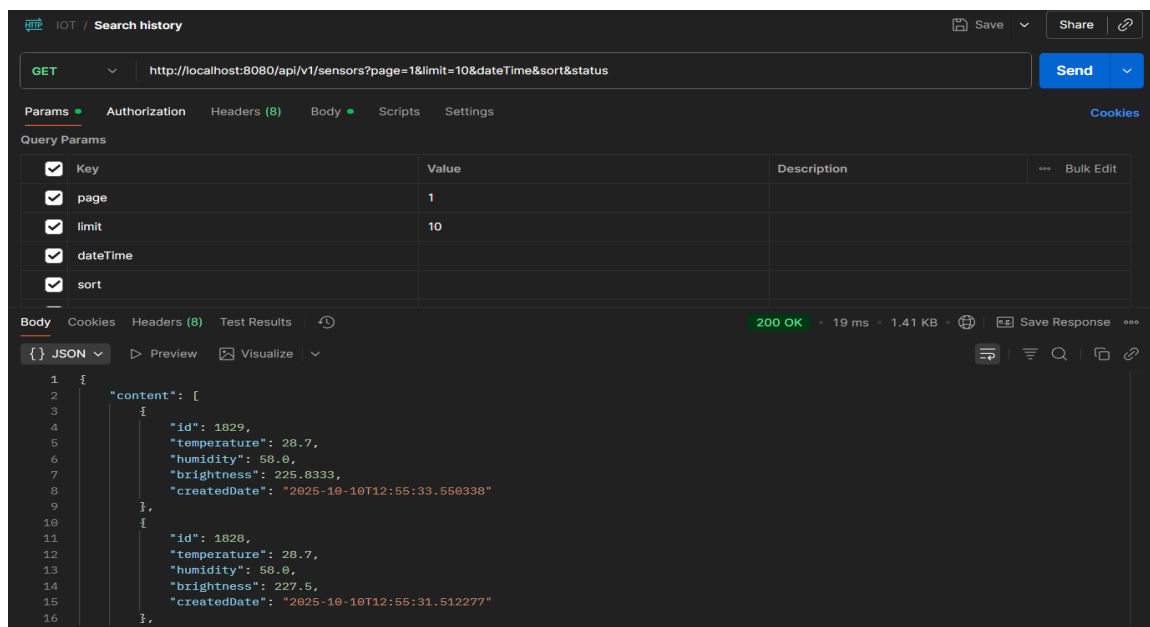 HTTP IOT / Search history Save Share
GET http://localhost:8080/api/v1/sensors?page=1&limit=10&dateTime&sort&status Send
Params Authorization Headers (8) Body Scripts Settings Cookies
Query Params
Key Value Description Bulk Edit
page 1
limit 10
dateTime
sort
Body Cookies Headers (8) Test Results 200 OK 19 ms 1.41 KB e.g. Save Response
{} JSON Preview Visualize
1 {
2 "content": [
3 {
4 "id": 1829,
5 "temperature": 28.7,
6 "humidity": 58.0,
7 "brightness": 225.8333,
8 "createdDate": "2025-10-10T12:55:33.550338"
9 },
10 {
11 "id": 1828,
12 "temperature": 28.7,
13 "humidity": 58.0,
14 "brightness": 227.5,
15 "createdDate": "2025-10-10T12:55:31.512277"
16 },